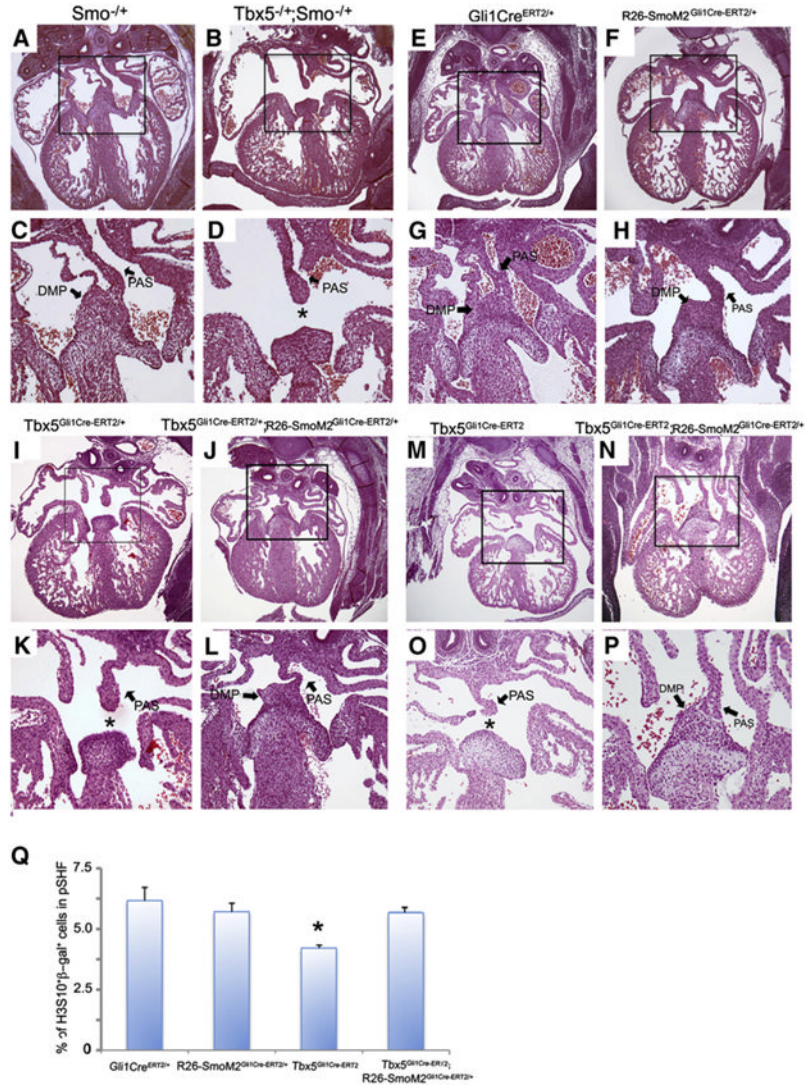 Smo-/+ Tbx5-/+;Smo-/+ Gli1CreERT2/+ R26-SmoM2Gli1Cre-ERT2/+
A B E F
C D G H
DMP PAS PAS DMP PAS DMP PAS
* 
Tbx5Gli1Cre-ERT2/+ Tbx5Gli1Cre-ERT2/+;R26-SmoM2Gli1Cre-ERT2/+ Tbx5Gli1Cre-ERT2 Tbx5Gli1Cre-ERT2;R26-SmoM2Gli1Cre-ERT2/+
I J M N
K L O P
PAS DMP PAS PAS DMP PAS
* *
Q
% of H3S10+β-gal+ cells in pSHF
7.5
*
5.0
2.5
0
Gli1CreERT2/+ R26-SmoM2Gli1Cre-ERT2/+ Tbx5Gli1Cre-ERT2 Tbx5Gli1Cre-ERT2;
R26-SmoM2Gli1Cre-ERT2/+